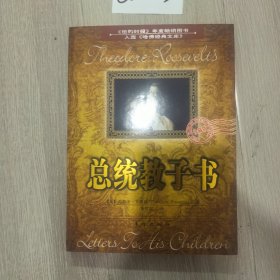 《纽约时报》年度畅销图书
入选《哈佛经典文库》
Theodore Roosevelt's
总统教子书
Letters To His Children